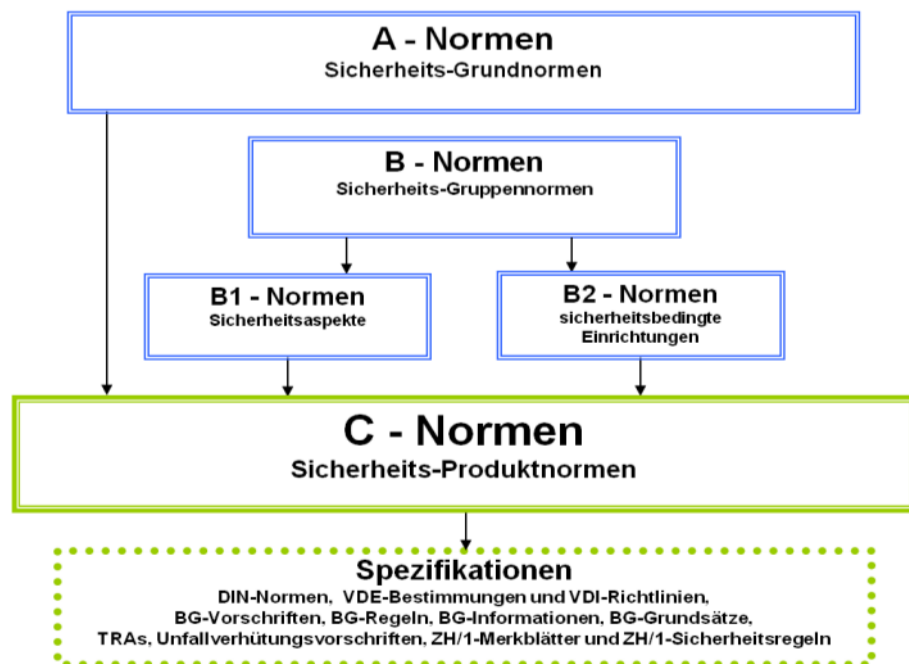 A - Normen
Sicherheits-Grundnormen
B - Normen
Sicherheits-Gruppennormen
B1 - Normen
Sicherheitsaspekte
B2 - Normen
sicherheitsbedingte
Einrichtungen
C - Normen
Sicherheits-Produktnormen
Spezifikationen
DIN-Normen, VDE-Bestimmungen und VDI-Richtlinien,
BG-Vorschriften, BG-Regeln, BG-Informationen, BG-Grundsätze,
TRAs, Unfallverhütungsvorschriften, ZH/1-Merkblätter und ZH/1-Sicherheitsregeln